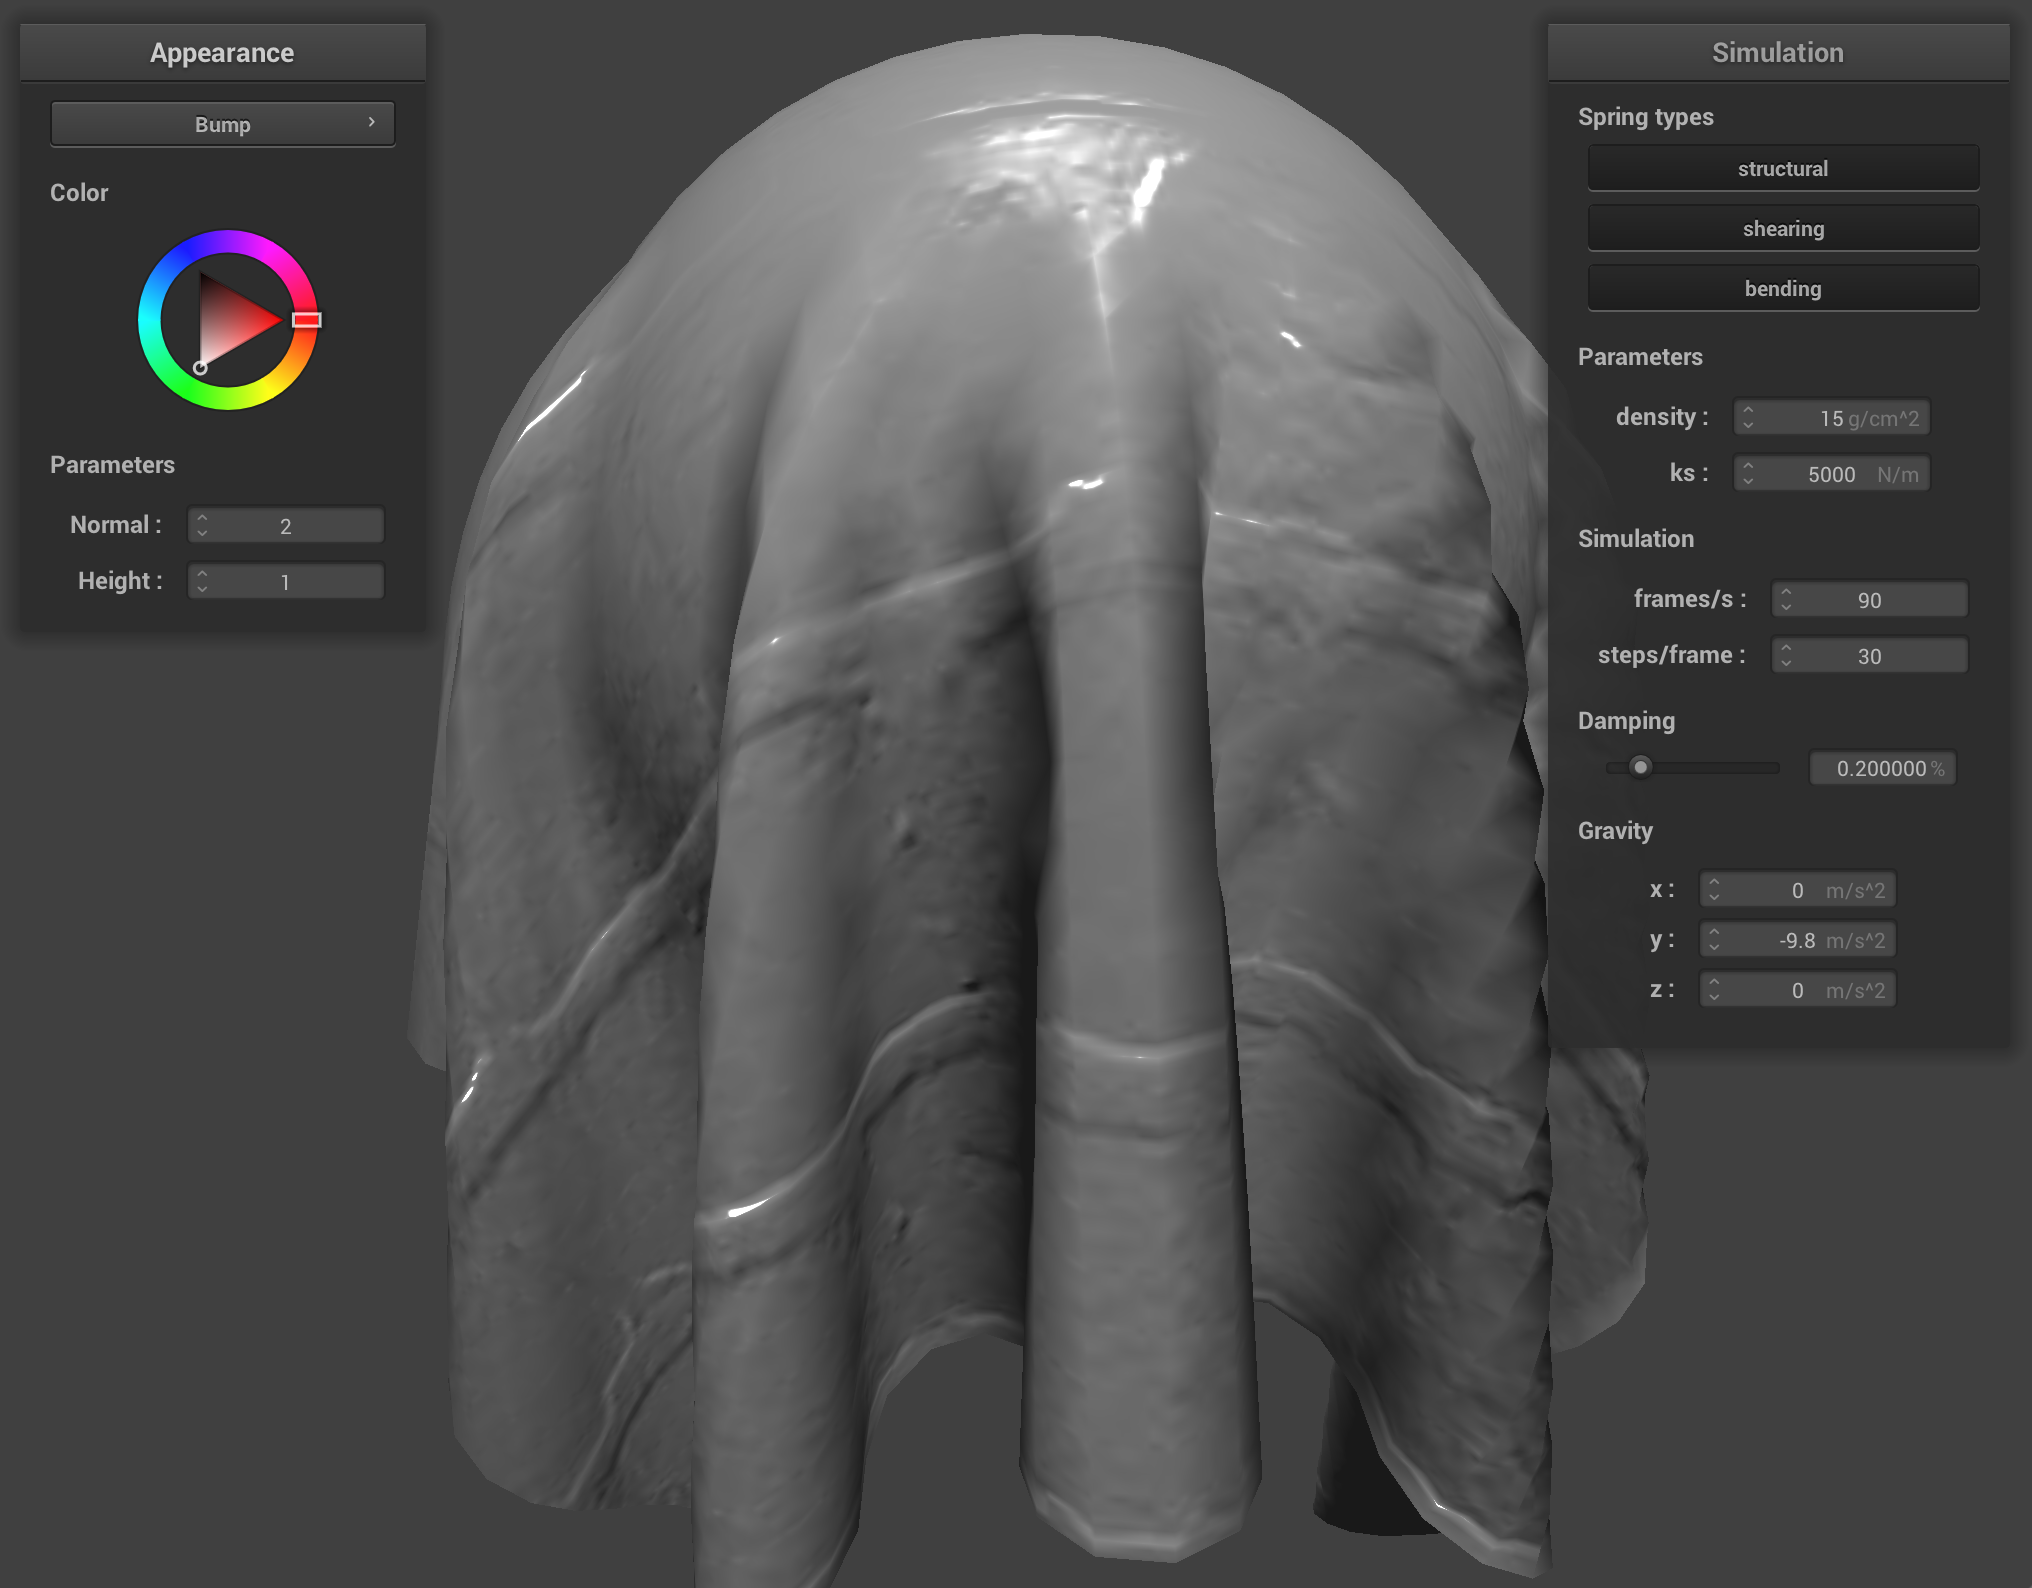 Appearance
Bump
Color
Parameters
Normal : 2
Height : 1
Simulation
Spring types
structural
shearing
bending
Parameters
density : 15 g/cm^2
ks : 5000 N/m
Simulation
frames/s : 90
steps/frame : 30
Damping
0.200000 %
Gravity
x : 0 m/s^2
y : -9.8 m/s^2
z : 0 m/s^2